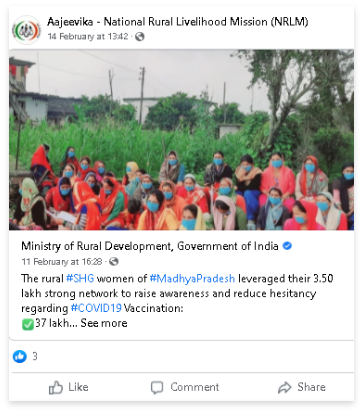 Aajeevika - National Rural Livelihood Mission (NRLM)
14 February at 13:42 ·
Ministry of Rural Development, Government of India
11 February at 16:28 ·
The rural #SHG women of #MadhyaPradesh leveraged their 3.50
lakh strong network to raise awareness and reduce hesitancy
regarding #COVID19 Vaccination:
✅37 lakh... See more
3
Like Comment Share